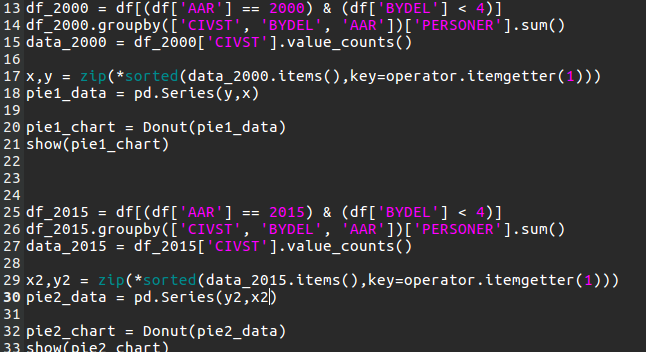 13 df_2000 = df[(df['AAR'] == 2000) & (df['BYDEL'] < 4)]
14 df_2000.groupby(['CIVST', 'BYDEL', 'AAR'])['PERSONER'].sum()
15 data_2000 = df_2000['CIVST'].value_counts()
16
17 x,y = zip(*sorted(data_2000.items(),key=operator.itemgetter(1)))
18 pie1_data = pd.Series(y,x)
19
20 pie1_chart = Donut(pie1_data)
21 show(pie1_chart)
22
23
24
25 df_2015 = df[(df['AAR'] == 2015) & (df['BYDEL'] < 4)]
26 df_2015.groupby(['CIVST', 'BYDEL', 'AAR'])['PERSONER'].sum()
27 data_2015 = df_2015['CIVST'].value_counts()
28
29 x2,y2 = zip(*sorted(data_2015.items(),key=operator.itemgetter(1)))
30 pie2_data = pd.Series(y2,x2)
31
32 pie2_chart = Donut(pie2_data)
33 show(pie2_chart)